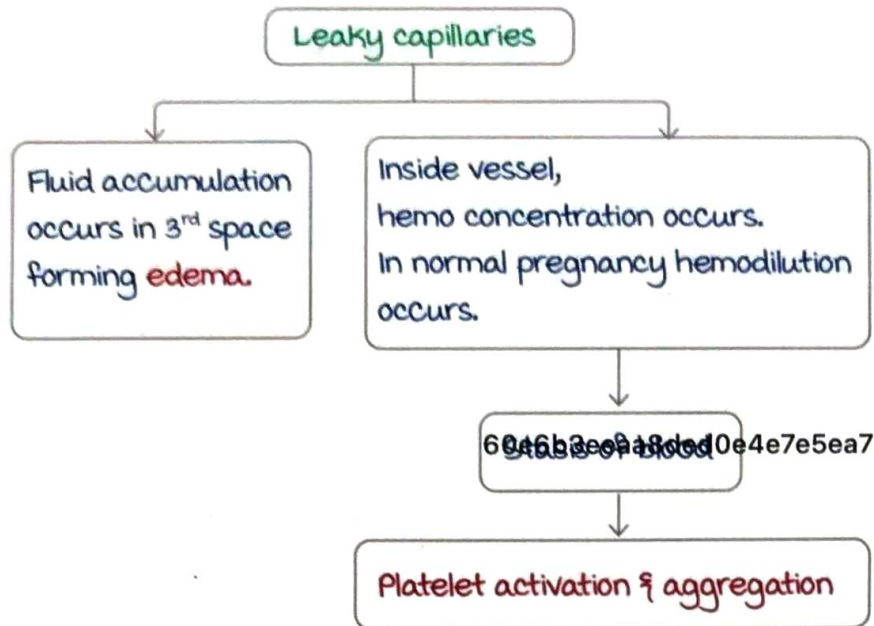 Leaky capillaries
Fluid accumulation
occurs in 3rd space
forming edema.
Inside vessel,
hemo concentration occurs.
In normal pregnancy hemodilution
occurs.
Stasis of blood
Platelet activation & aggregation